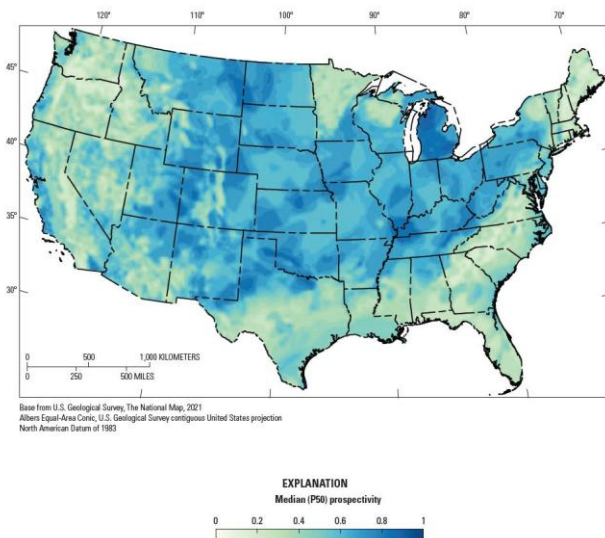 120° 110° 100° 90° 80° 70°
45°
40°
35°
30°
0 500 1,000 KILOMETERS
0 250 500 MILES
Base from U.S. Geological Survey, The National Map, 2021
Albers Equal-Area Conic, U.S. Geological Survey contiguous United States projection
North American Datum of 1983
EXPLANATION
Median (P50) prospectivity
0 0.2 0.4 0.6 0.8 1